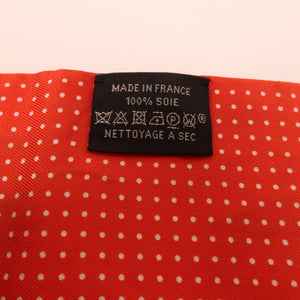 MADE IN FRANCE
100% SOIE
®
NETTOYAGE A SEC